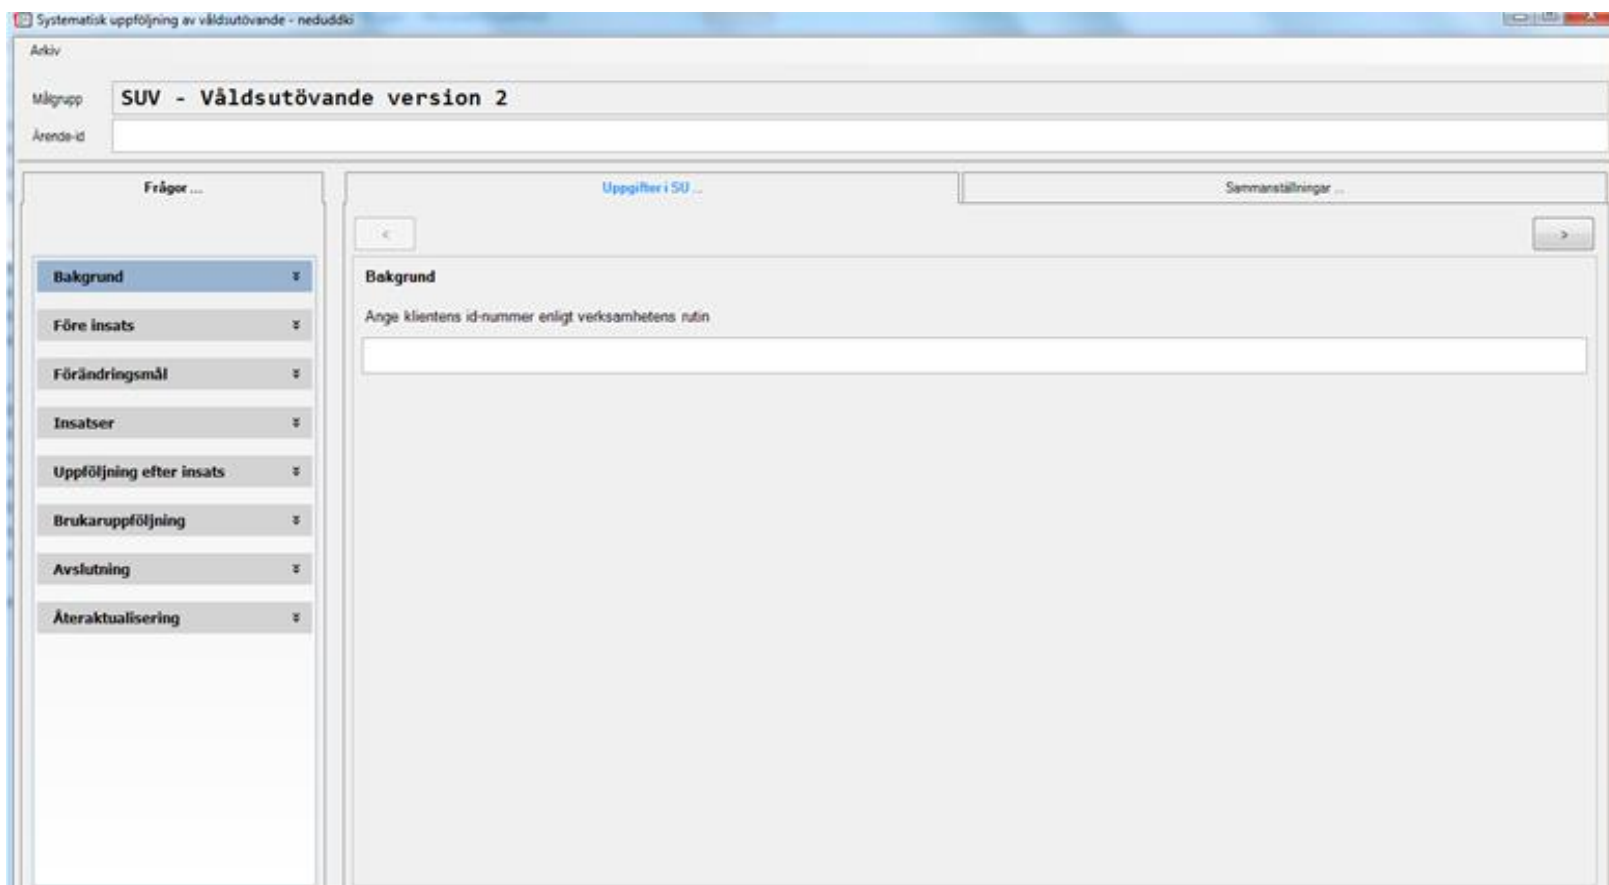 Systematisk uppföljning av våldsutövande - neduddki
Arkiv
Målgrupp SUV - Våldsutövande version 2
Ärende-id
Frågor ...
Uppgifter i SU ...
Sammanställningar ...
<
>
Bakgrund
Före insats
Förändringsmål
Insatser
Uppföljning efter insats
Brukaruppföljning
Avslutning
Återaktualisering
Bakgrund
Ange klientens id-nummer enligt verksamhetens rutin